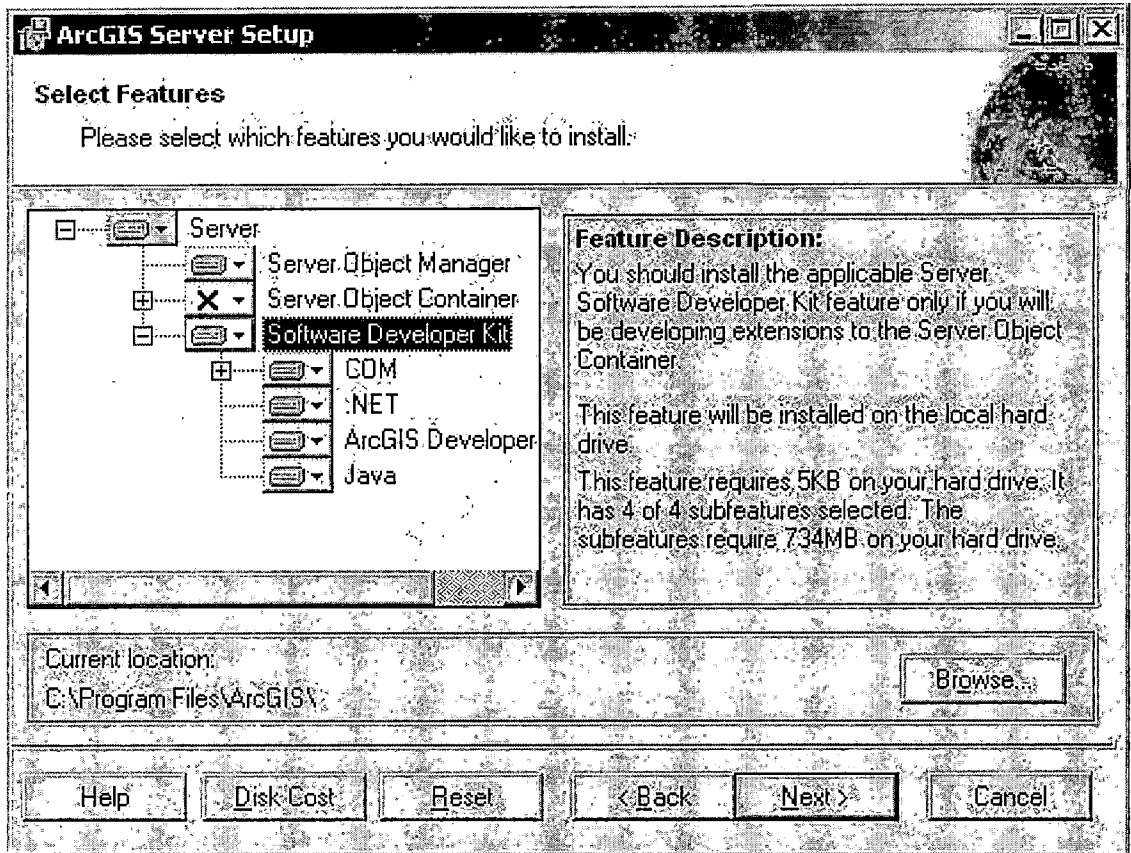 ArcGIS Server Setup
Select Features
Please select which features you would like to install.
Server
Server Object Manager
Server Object Container
Software Developer Kit
COM
.NET
ArcGIS Developer
Java
Feature Description:
You should install the applicable Server
Software Developer Kit feature only if you will
be developing extensions to the Server Object
Container.
This feature will be installed on the local hard
drive.
This feature requires 5KB on your hard drive. It
has 4 of 4 subfeatures selected. The
subfeatures require 734MB on your hard drive.
Current location:
C:\Program Files\ArcGIS\
Browse...
Help
Disk Cost
Reset
< Back
Next >
Cancel